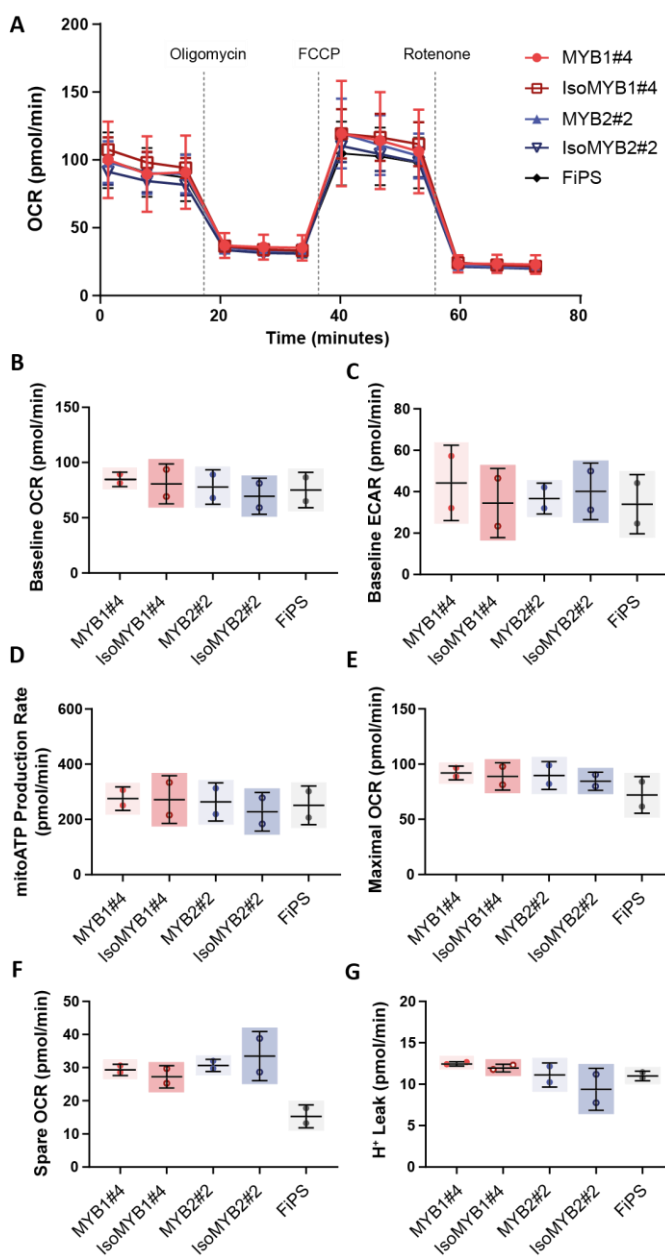 A
OCR (pmol/min)
200
150
100
50
0
Oligomycin
FCCP
Rotenone
0
20
40
60
80
Time (minutes)
MYB1#4
IsoMYB1#4
MYB2#2
IsoMYB2#2
FiPS
B
Baseline OCR (pmol/min)
150
100
50
0
MYB1#4
IsoMYB1#4
MYB2#2
IsoMYB2#2
FiPS
C
Baseline ECAR (pmol/min)
80
60
40
20
0
MYB1#4
IsoMYB1#4
MYB2#2
IsoMYB2#2
FiPS
D
mitoATP Production Rate
(pmol/min)
600
400
200
0
MYB1#4
IsoMYB1#4
MYB2#2
IsoMYB2#2
FiPS
E
Maximal OCR (pmol/min)
150
100
50
0
MYB1#4
IsoMYB1#4
MYB2#2
IsoMYB2#2
FiPS
F
Spare OCR (pmol/min)
50
40
30
20
10
0
MYB1#4
IsoMYB1#4
MYB2#2
IsoMYB2#2
FiPS
G
H⁺ Leak (pmol/min)
20
15
10
5
0
MYB1#4
IsoMYB1#4
MYB2#2
IsoMYB2#2
FiPS